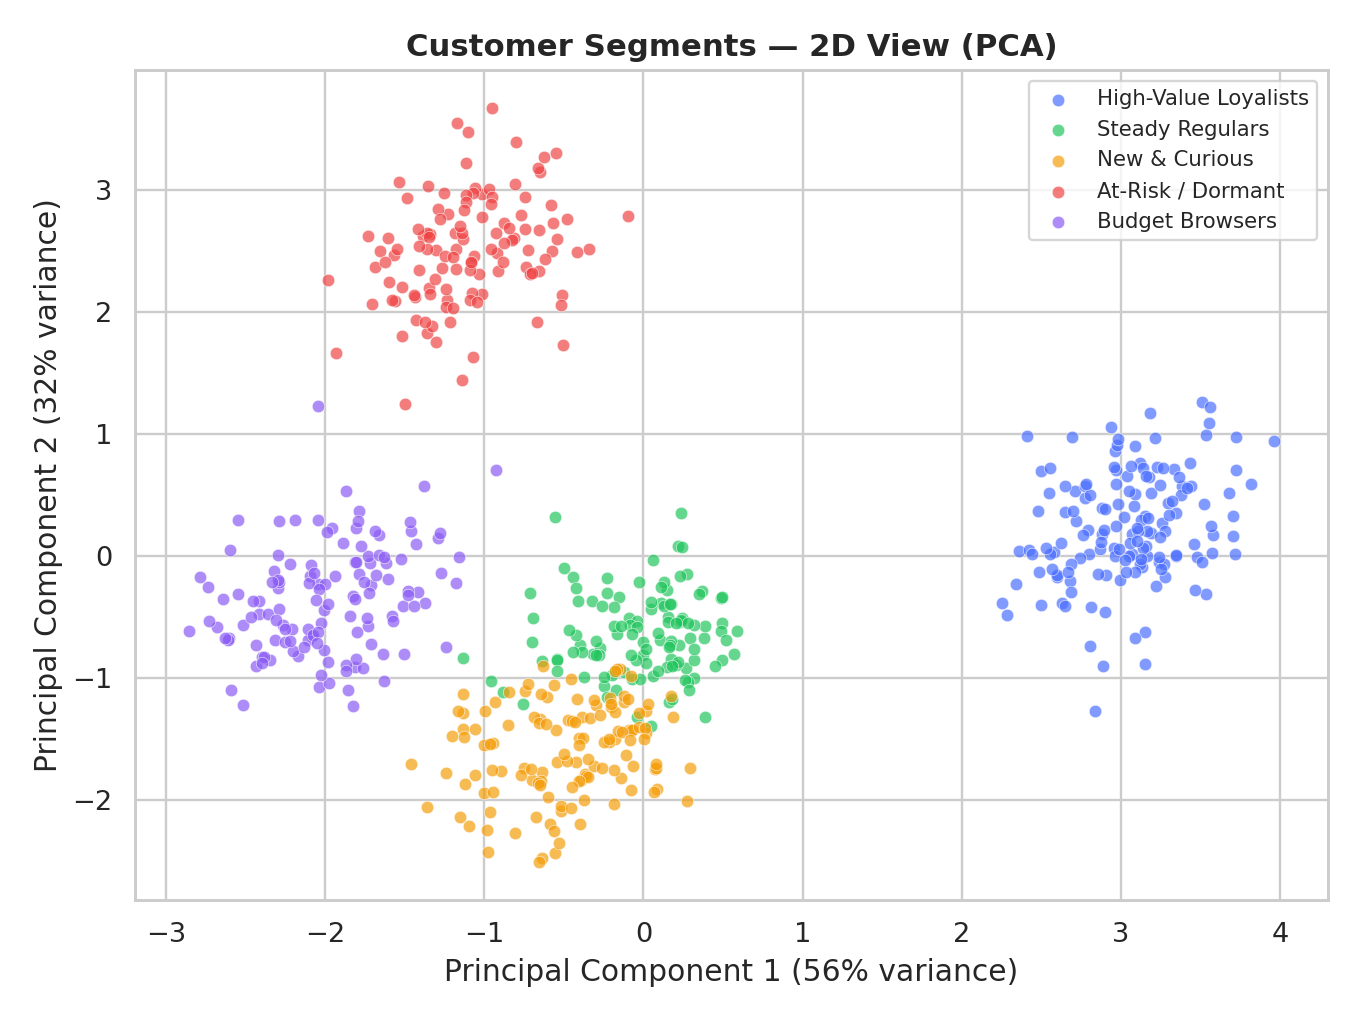 Customer Segments — 2D View (PCA)
High-Value Loyalists
Steady Regulars
New & Curious
At-Risk / Dormant
Budget Browsers
Principal Component 2 (32% variance)
3
2
1
0
−1
−2
−3
−2
−1
0
1
2
3
4
Principal Component 1 (56% variance)